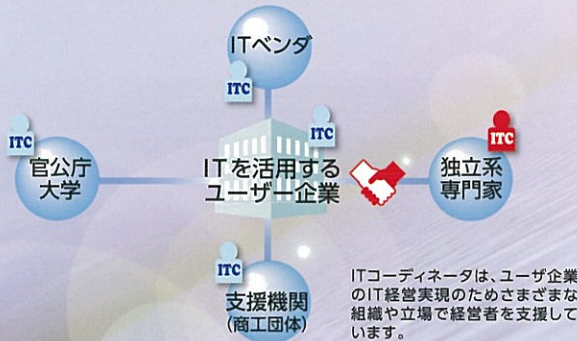 ITベンダ
ITC
ITC
ITC
官公庁
大学
ITを活用する
ユーザー企業
ITC
独立系
専門家
ITC
支援機関
(商工団体)
ITコーディネータは、ユーザ企業
のIT経営実現のためさまざまな
組織や立場で経営者を支援して
います。